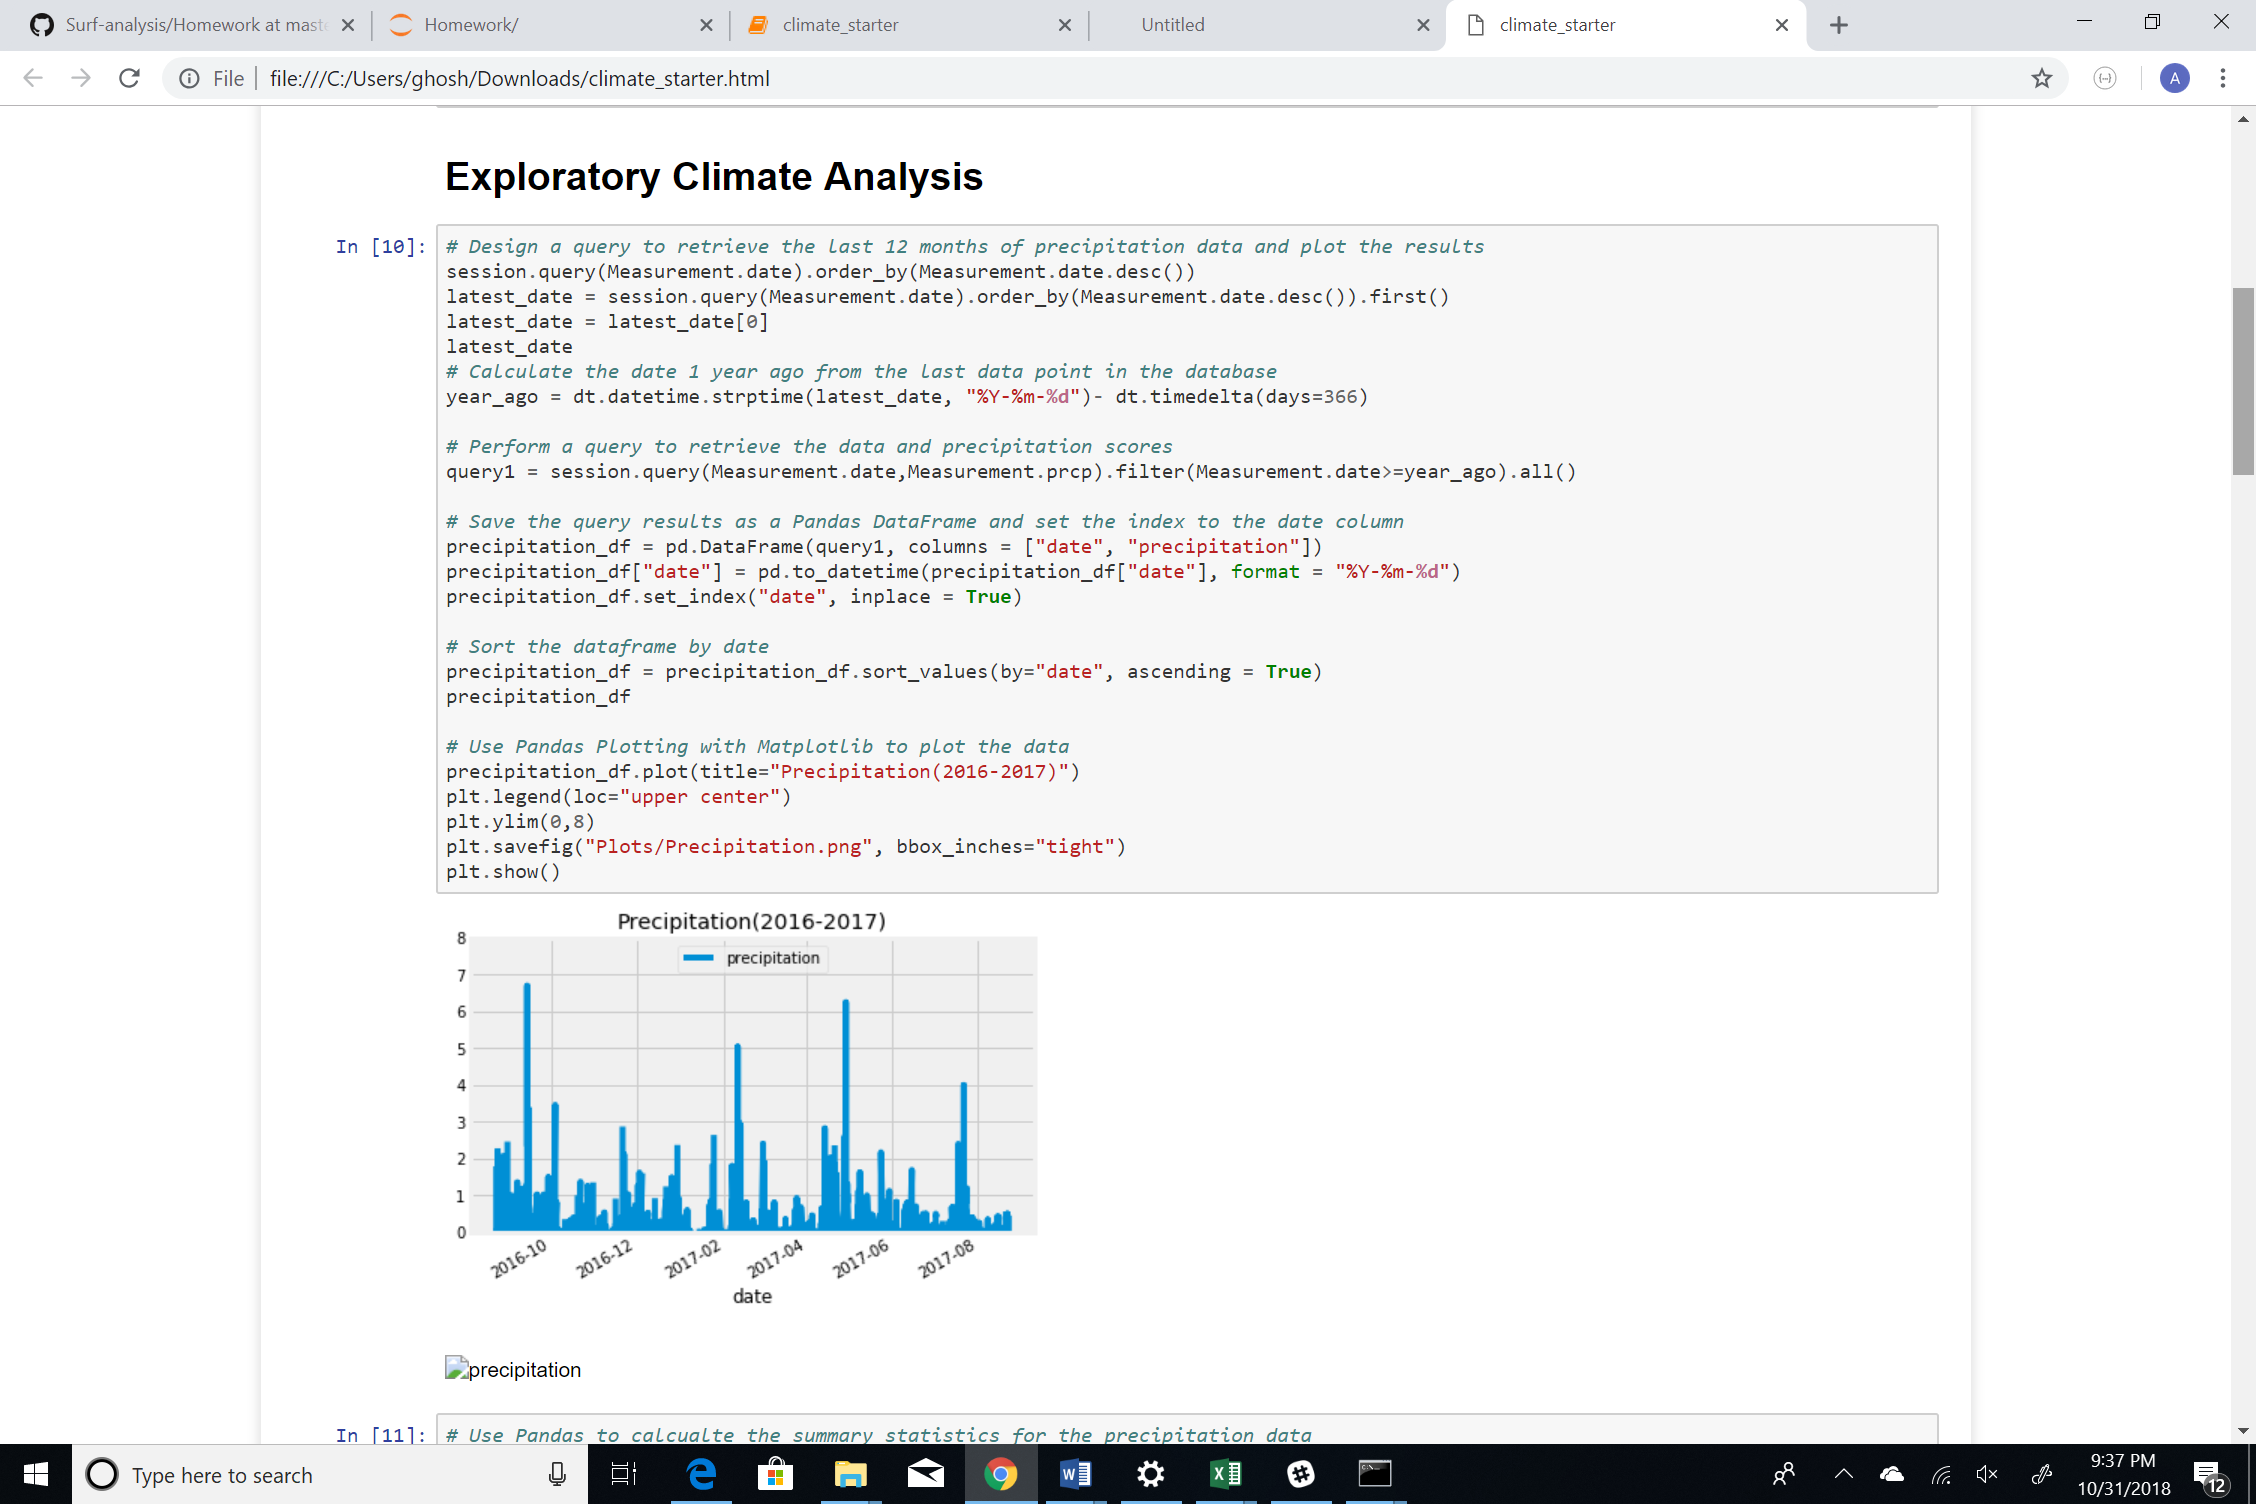 Surf-analysis/Homework at mast
Homework/
climate_starter
Untitled
climate_starter
File
file:///C:/Users/ghosh/Downloads/climate_starter.html
A
Exploratory Climate Analysis
In [10]:
# Design a query to retrieve the last 12 months of precipitation data and plot the results
session.query(Measurement.date).order_by(Measurement.date.desc())
latest_date = session.query(Measurement.date).order_by(Measurement.date.desc()).first()
latest_date = latest_date[0]
latest_date
# Calculate the date 1 year ago from the last data point in the database
year_ago = dt.datetime.strptime(latest_date, "%Y-%m-%d")- dt.timedelta(days=366)
# Perform a query to retrieve the data and precipitation scores
query1 = session.query(Measurement.date,Measurement.prcp).filter(Measurement.date>=year_ago).all()
# Save the query results as a Pandas DataFrame and set the index to the date column
precipitation_df = pd.DataFrame(query1, columns = ["date", "precipitation"])
precipitation_df["date"] = pd.to_datetime(precipitation_df["date"], format = "%Y-%m-%d")
precipitation_df.set_index("date", inplace = True)
# Sort the dataframe by date
precipitation_df = precipitation_df.sort_values(by="date", ascending = True)
precipitation_df
# Use Pandas Plotting with Matplotlib to plot the data
precipitation_df.plot(title="Precipitation(2016-2017)")
plt.legend(loc="upper center")
plt.ylim(0,8)
plt.savefig("Plots/Precipitation.png", bbox_inches="tight")
plt.show()
Precipitation(2016-2017)
precipitation
8
7
6
5
4
3
2
1
0
2016-10
2016-12
2017-02
2017-04
2017-06
2017-08
date
precipitation
In [11]:
# Use Pandas to calcualte the summary statistics for the precipitation data
Type here to search
9:37 PM
10/31/2018
12